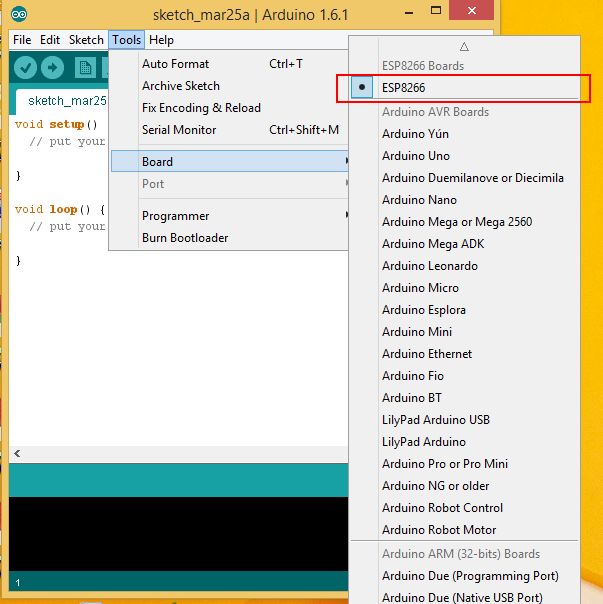 sketch_mar25a | Arduino 1.6.1
File Edit Sketch Tools Help
sketch_mar25
void setup()
// put your
}
void loop() {
// put your
}
1
Auto Format Ctrl+T
Archive Sketch
Fix Encoding & Reload
Serial Monitor Ctrl+Shift+M
Board
Port
Programmer
Burn Bootloader
ESP8266 Boards
ESP8266
Arduino AVR Boards
Arduino Yún
Arduino Uno
Arduino Duemilanove or Diecimila
Arduino Nano
Arduino Mega or Mega 2560
Arduino Mega ADK
Arduino Leonardo
Arduino Micro
Arduino Esplora
Arduino Mini
Arduino Ethernet
Arduino Fio
Arduino BT
LilyPad Arduino USB
LilyPad Arduino
Arduino Pro or Pro Mini
Arduino NG or older
Arduino Robot Control
Arduino Robot Motor
Arduino ARM (32-bits) Boards
Arduino Due (Programming Port)
Arduino Due (Native USB Port)